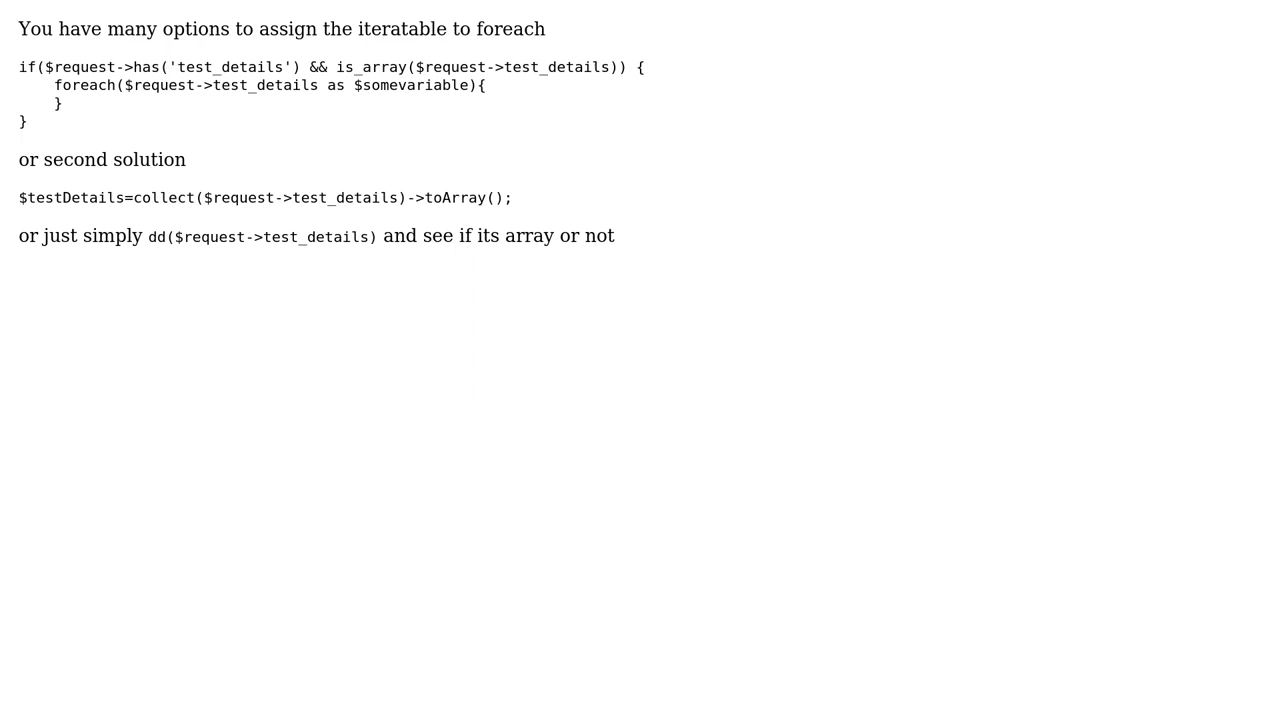 You have many options to assign the iteratable to foreach
if($request->has('test_details') && is_array($request->test_details)) {
    foreach($request->test_details as $somevariable){
    }
}
or second solution
$testDetails=collect($request->test_details)->toArray();
or just simply dd($request->test_details) and see if its array or not